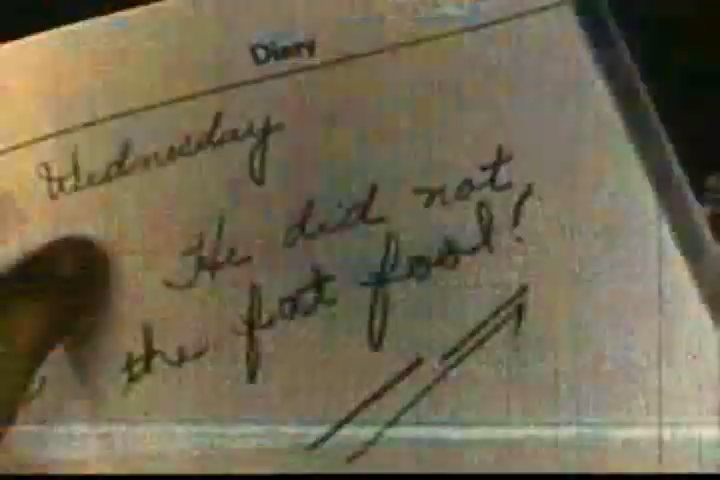 Diary
Wednesday
He did not,
the fat fool!